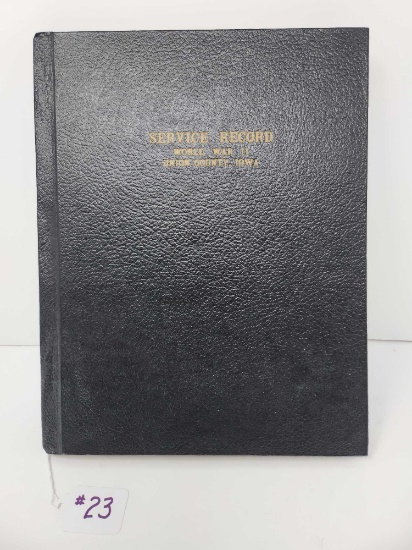 SERVICE RECORD
WORLD WAR II
UNION COUNTY, IOWA
#23